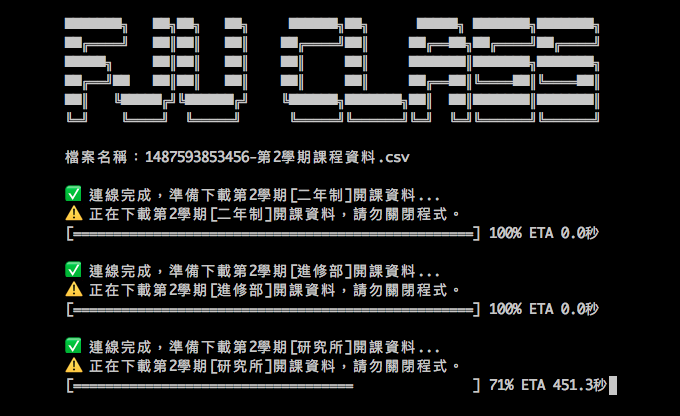 FJU CLASS
檔案名稱：1487593853456-第2學期課程資料.csv
✅ 連線完成，準備下載第2學期[二年制]開課資料...
⚠️ 正在下載第2學期[二年制]開課資料，請勿關閉程式。
[══════════════════════════════════════════════════] 100% ETA 0.0秒
✅ 連線完成，準備下載第2學期[進修部]開課資料...
⚠️ 正在下載第2學期[進修部]開課資料，請勿關閉程式。
[══════════════════════════════════════════════════] 100% ETA 0.0秒
✅ 連線完成，準備下載第2學期[研究所]開課資料...
⚠️ 正在下載第2學期[研究所]開課資料，請勿關閉程式。
[═══════════════════════════════════               ] 71% ETA 451.3秒